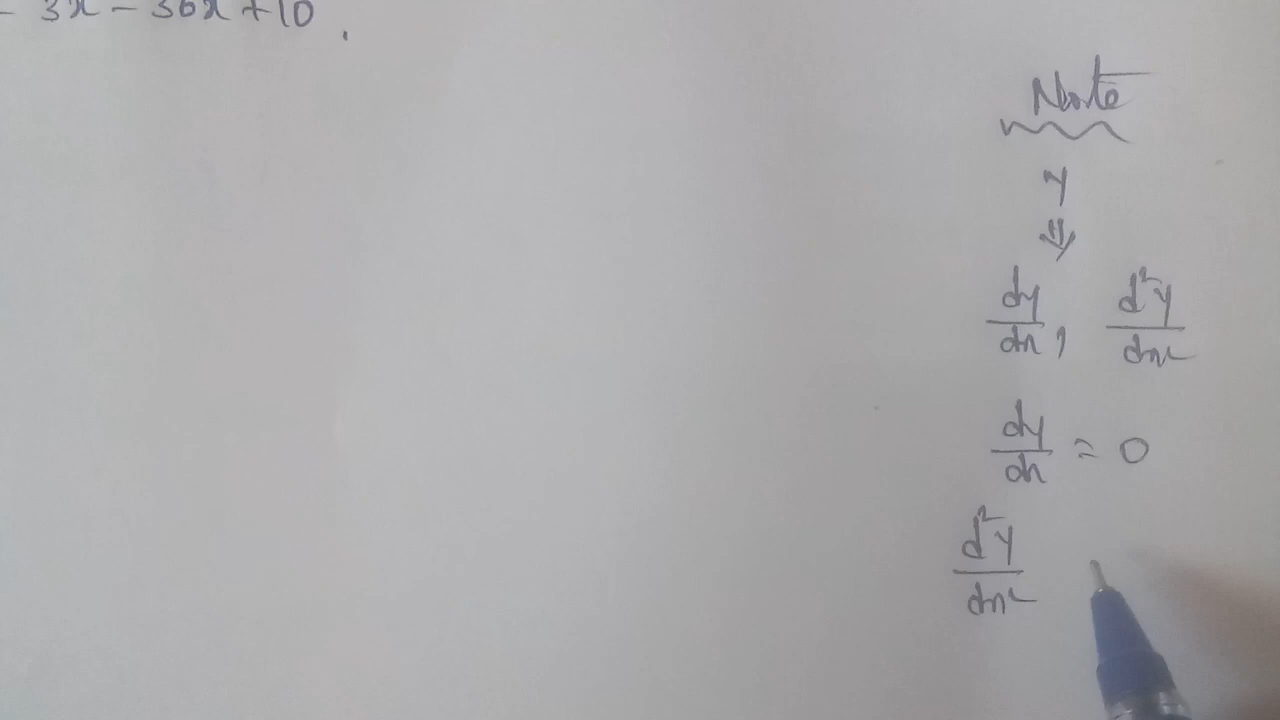 - 3x - 36x + 10.
Note
y
⇓
dy/dx, d²y/dx²
dy/dx = 0
d²y/dx²